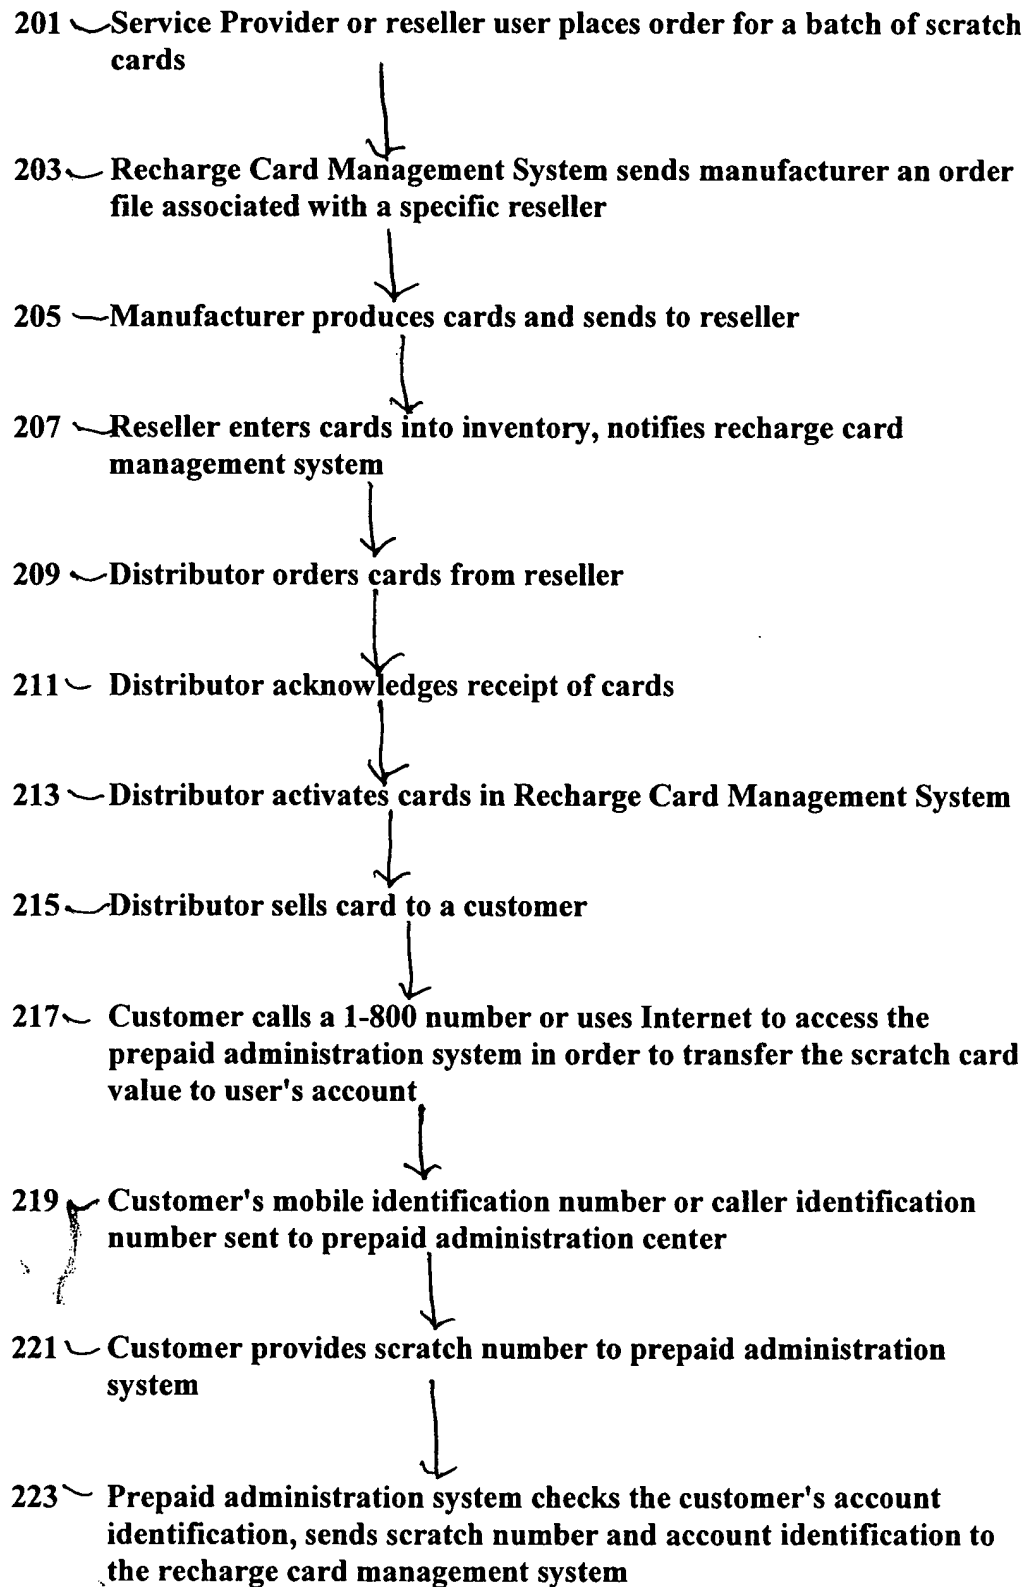 201 Service Provider or reseller user places order for a batch of scratch
cards
203 Recharge Card Management System sends manufacturer an order
file associated with a specific reseller
205 Manufacturer produces cards and sends to reseller
207 Reseller enters cards into inventory, notifies recharge card
management system
209 Distributor orders cards from reseller
211 Distributor acknowledges receipt of cards
213 Distributor activates cards in Recharge Card Management System
215 Distributor sells card to a customer
217 Customer calls a 1-800 number or uses Internet to access the
prepaid administration system in order to transfer the scratch card
value to user's account
219 Customer's mobile identification number or caller identification
number sent to prepaid administration center
221 Customer provides scratch number to prepaid administration
system
223 Prepaid administration system checks the customer's account
identification, sends scratch number and account identification to
the recharge card management system